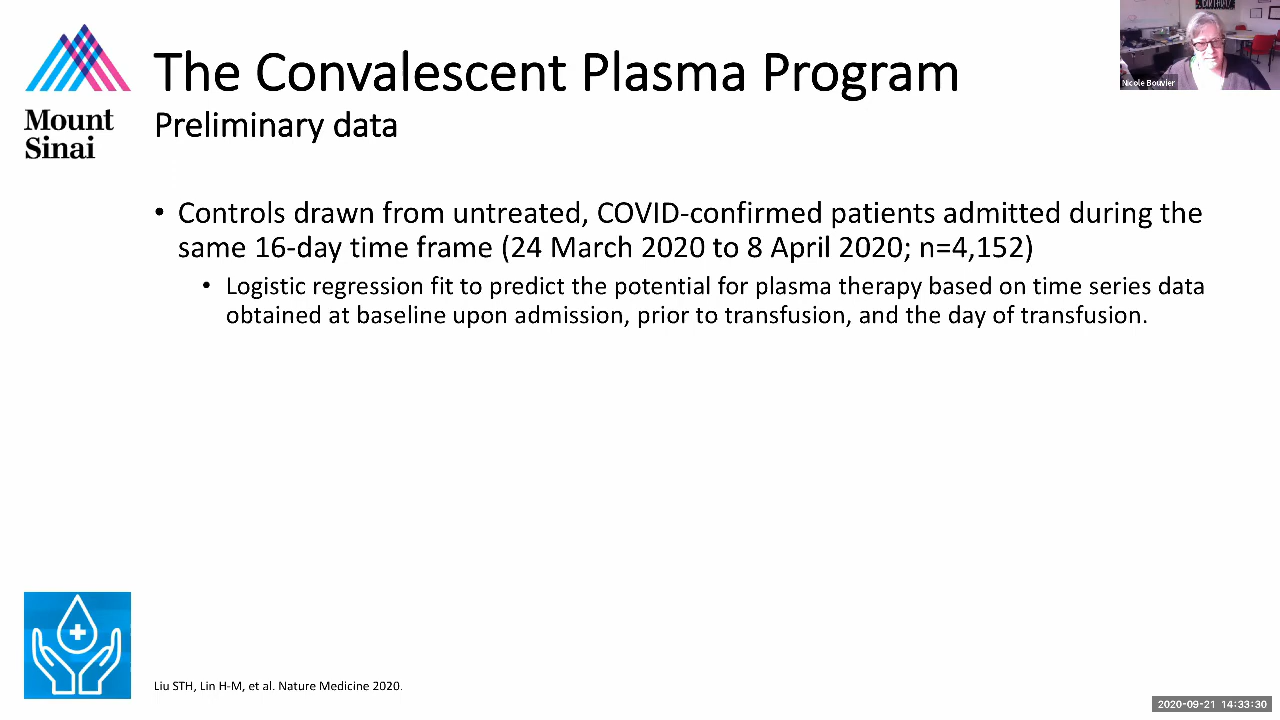 Mount
Sinai
The Convalescent Plasma Program
Preliminary data
Nicole Bouvier
• Controls drawn from untreated, COVID-confirmed patients admitted during the
same 16-day time frame (24 March 2020 to 8 April 2020; n=4,152)
• Logistic regression fit to predict the potential for plasma therapy based on time series data
obtained at baseline upon admission, prior to transfusion, and the day of transfusion.
Liu STH, Lin H-M, et al. Nature Medicine 2020.
2020-09-21 14:33:30